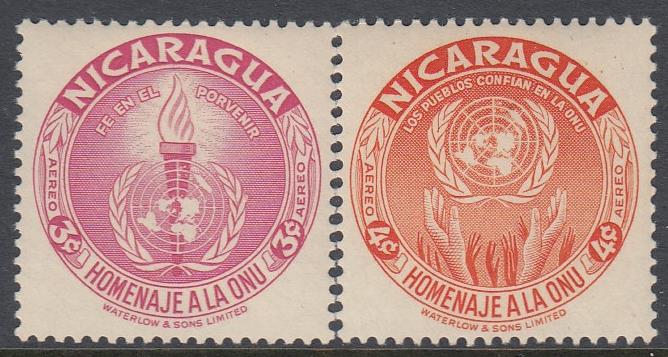 NICARAGUA
FE EN EL PORVENIR
AEREO AEREO
3¢ 3¢
HOMENAJE A LA ONU
WATERLOW & SONS LIMITED
NICARAGUA
LOS PUEBLOS CONFIAN EN LA ONU
AEREO AEREO
4¢ 4¢
HOMENAJE A LA ONU
WATERLOW & SONS LIMITED